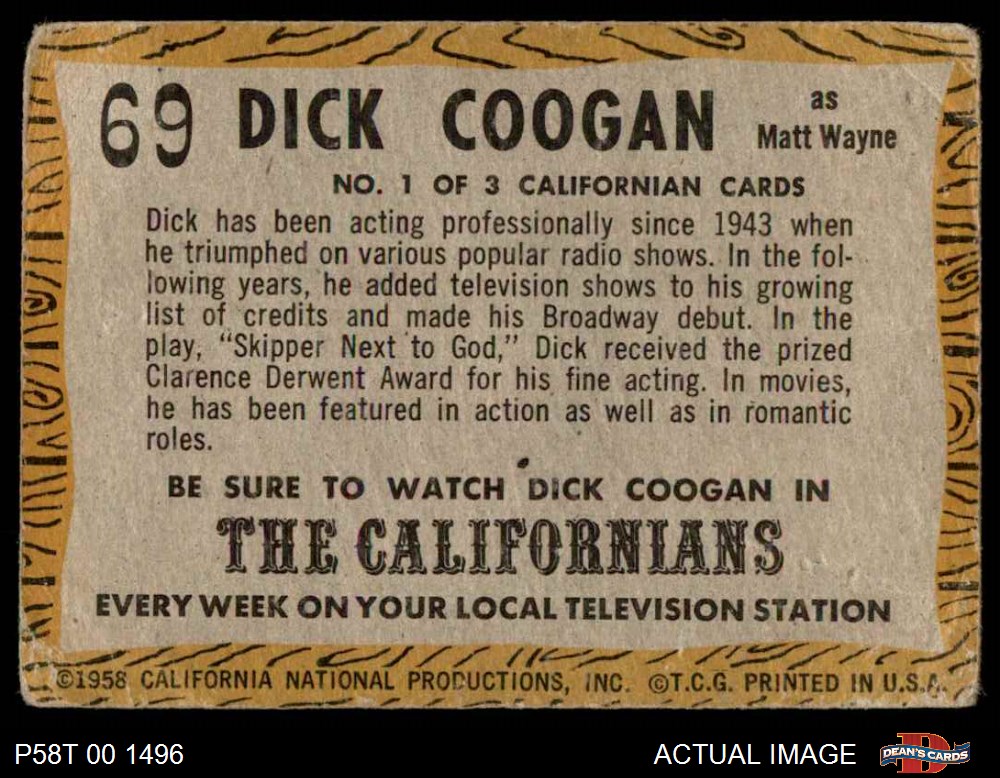 69 DICK COOGAN as
Matt Wayne
NO. 1 OF 3 CALIFORNIAN CARDS
Dick has been acting professionally since 1943 when
he triumphed on various popular radio shows. In the fol-
lowing years, he added television shows to his growing
list of credits and made his Broadway debut. In the
play, “Skipper Next to God,” Dick received the prized
Clarence Derwent Award for his fine acting. In movies,
he has been featured in action as well as in romantic
roles.
BE SURE TO WATCH DICK COOGAN IN
THE CALIFORNIANS
EVERY WEEK ON YOUR LOCAL TELEVISION STATION
©1958 CALIFORNIA NATIONAL PRODUCTIONS, INC. ©T.C.G. PRINTED IN U.S.A.
P58T 00 1496 ACTUAL IMAGE D DEAN'S CARDS